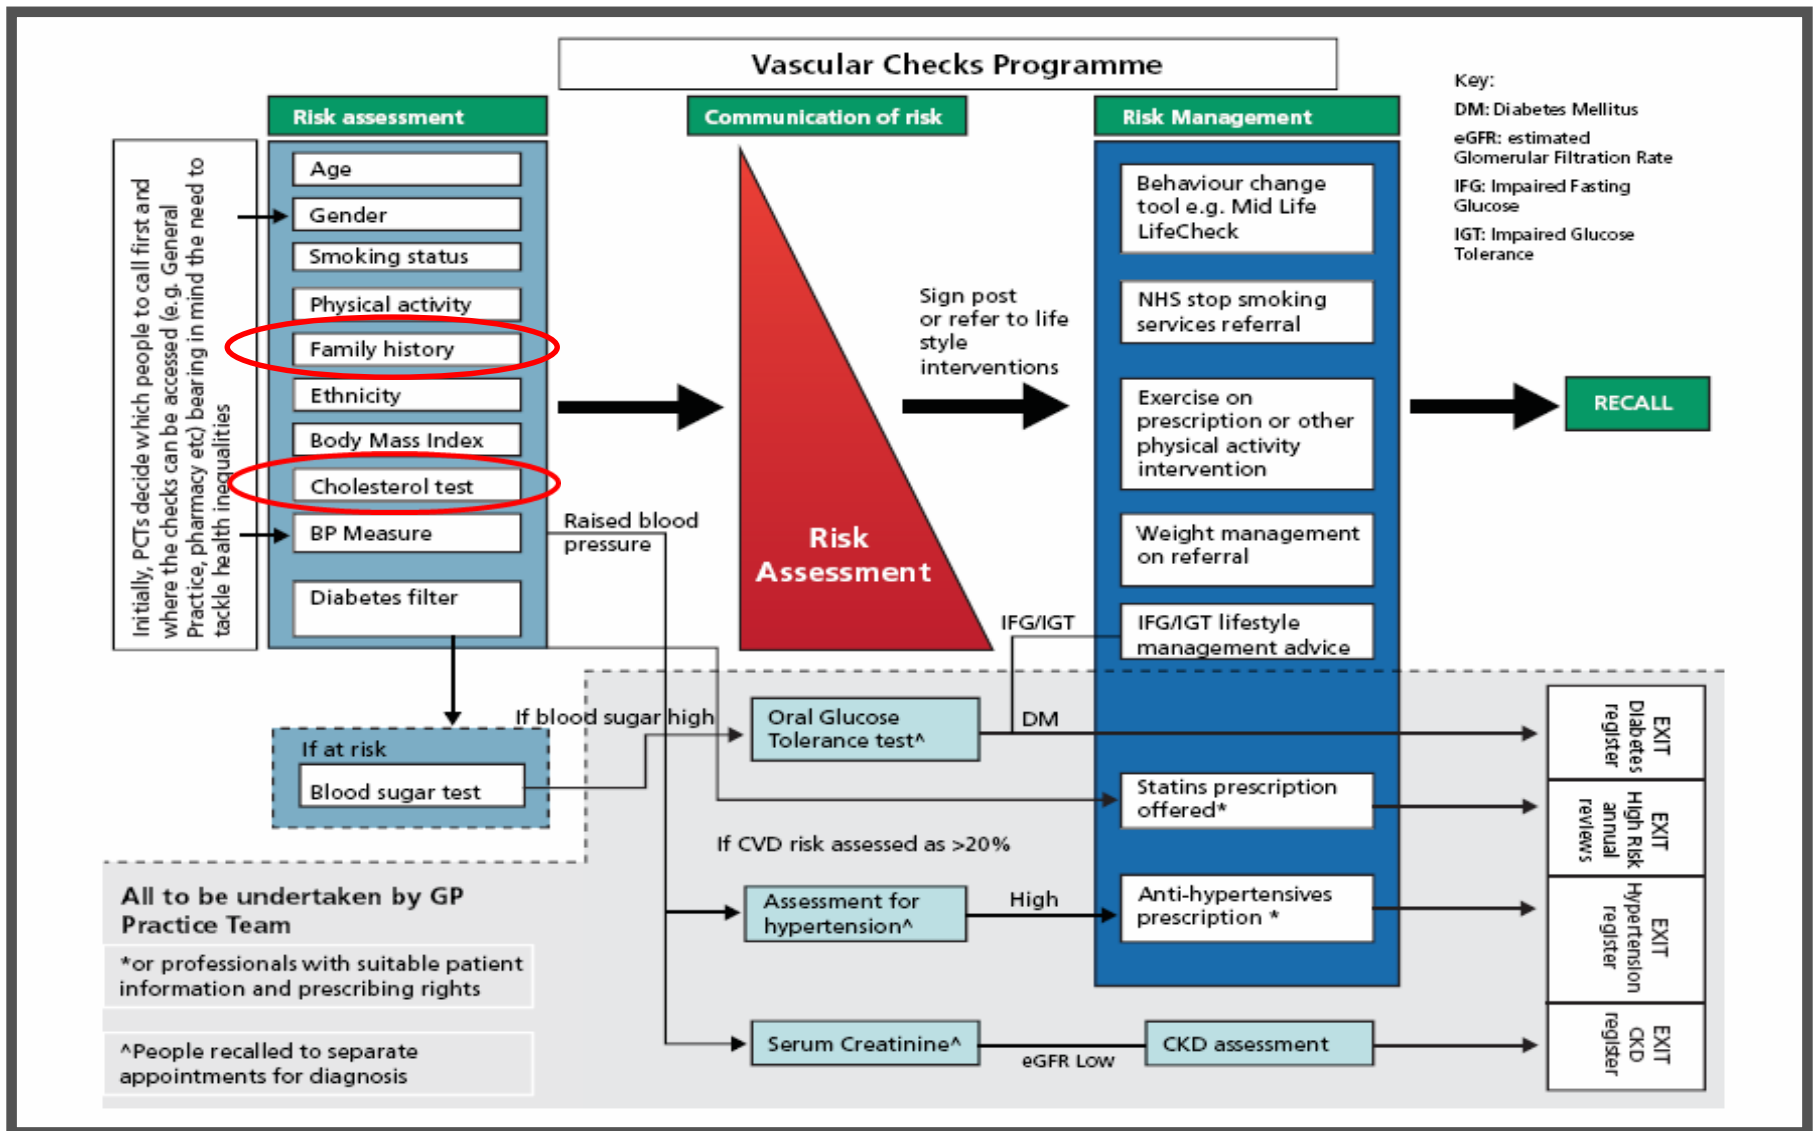 Vascular Checks Programme
Key:
DM: Diabetes Mellitus
eGFR: estimated
Glomerular Filtration Rate
IFG: Impaired Fasting
Glucose
IGT: Impaired Glucose
Tolerance
Risk assessment
Communication of risk
Risk Management
Initially, PCTs decide which people to call first and
where the checks can be accessed (e.g. General
Practice, pharmacy etc) bearing in mind the need to
tackle health inequalities
Age
Gender
Smoking status
Physical activity
Family history
Ethnicity
Body Mass Index
Cholesterol test
BP Measure
Diabetes filter
Raised blood
pressure
Risk
Assessment
Sign post
or refer to life
style
interventions
Behaviour change
tool e.g. Mid Life
LifeCheck
NHS stop smoking
services referral
Exercise on
prescription or other
physical activity
intervention
Weight management
on referral
IFG/IGT
IFG/IGT lifestyle
management advice
RECALL
If at risk
Blood sugar test
If blood sugar high
Oral Glucose
Tolerance test^
DM
EXIT
Diabetes
register
Statins prescription
offered*
EXIT
High Risk
annual
reviews
If CVD risk assessed as >20%
Assessment for
hypertension^
High
Anti-hypertensives
prescription *
EXIT
Hypertension
register
Serum Creatinine^
eGFR Low
CKD assessment
EXIT
CKD
register
All to be undertaken by GP
Practice Team
*or professionals with suitable patient
information and prescribing rights
^People recalled to separate
appointments for diagnosis